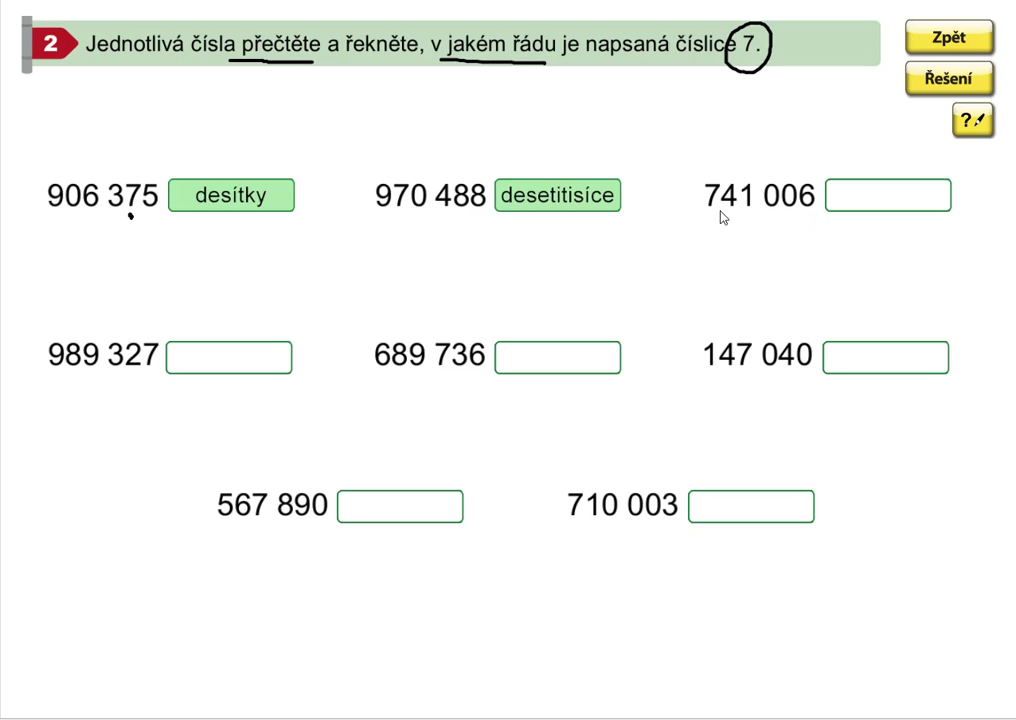 2 Jednotlivá čísla přečtěte a řekněte, v jakém řádu je napsaná číslice 7.
Zpět
Řešení
?
906 375 desítky 970 488 desetitisíce 741 006
989 327 689 736 147 040
567 890 710 003